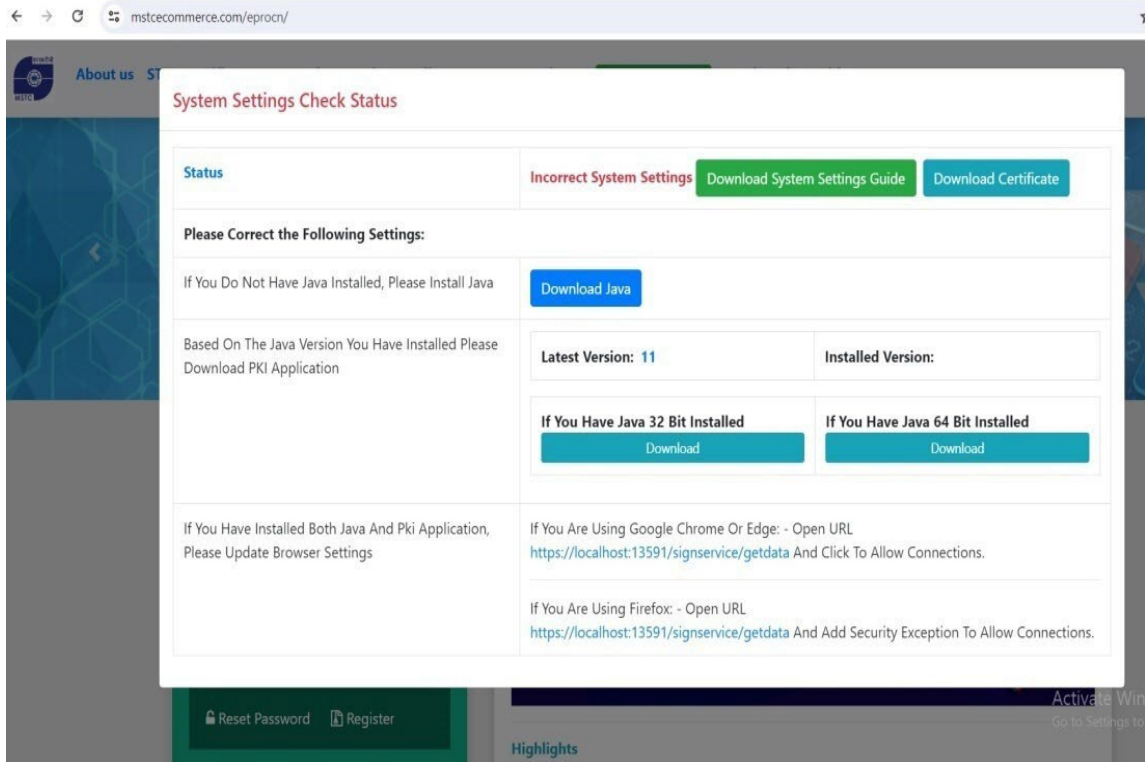 mstcecommerce.com/eprocn/
MSTC
About us ST
System Settings Check Status
Status
Incorrect System Settings Download System Settings Guide Download Certificate
Please Correct the Following Settings:
If You Do Not Have Java Installed, Please Install Java
Download Java
Based On The Java Version You Have Installed Please
Download PKI Application
Latest Version: 11
Installed Version:
If You Have Java 32 Bit Installed
Download
If You Have Java 64 Bit Installed
Download
If You Have Installed Both Java And Pki Application,
Please Update Browser Settings
If You Are Using Google Chrome Or Edge: - Open URL
https://localhost:13591/signservice/getdata And Click To Allow Connections.
If You Are Using Firefox: - Open URL
https://localhost:13591/signservice/getdata And Add Security Exception To Allow Connections.
Reset Password Register
Highlights
Activate Win
Go to Settings to